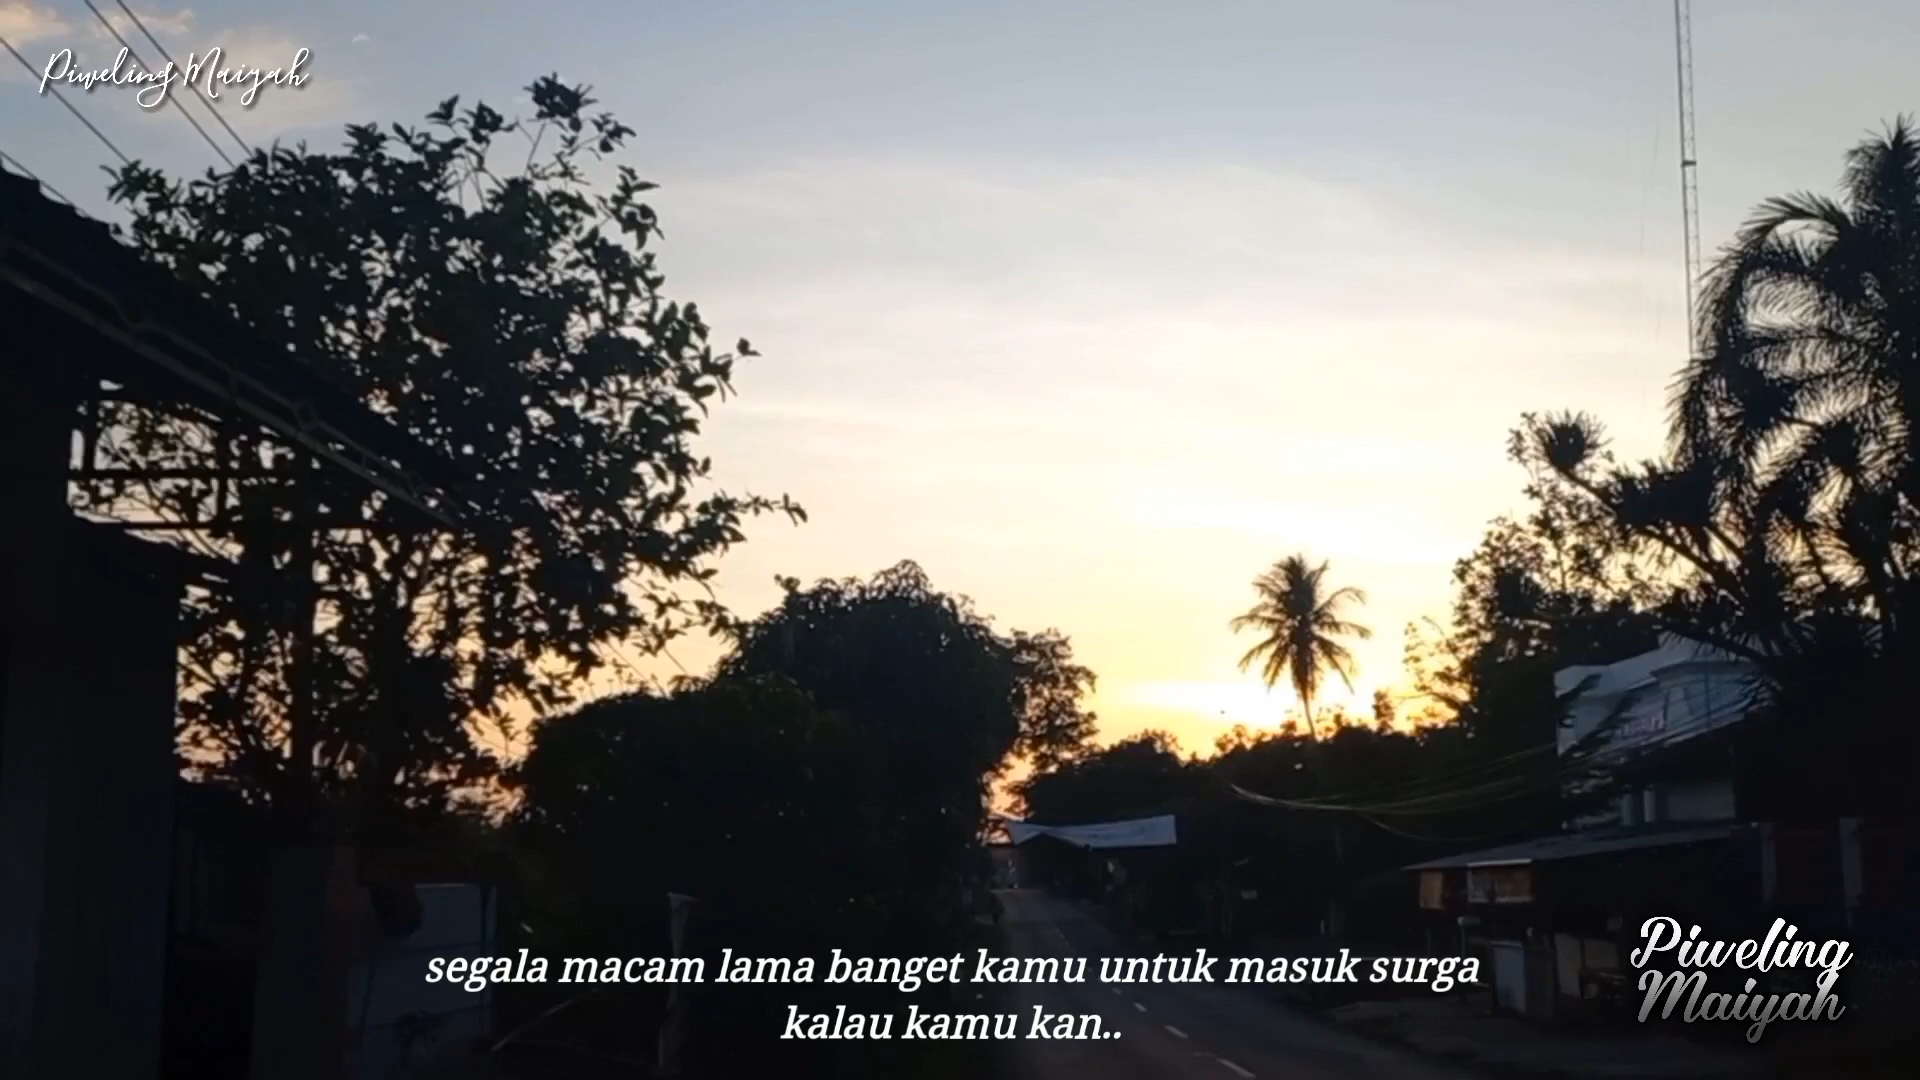 Piweling Maiyah
segala macam lama banget kamu untuk masuk surga
kalau kamu kan..
Piweling
Maiyah